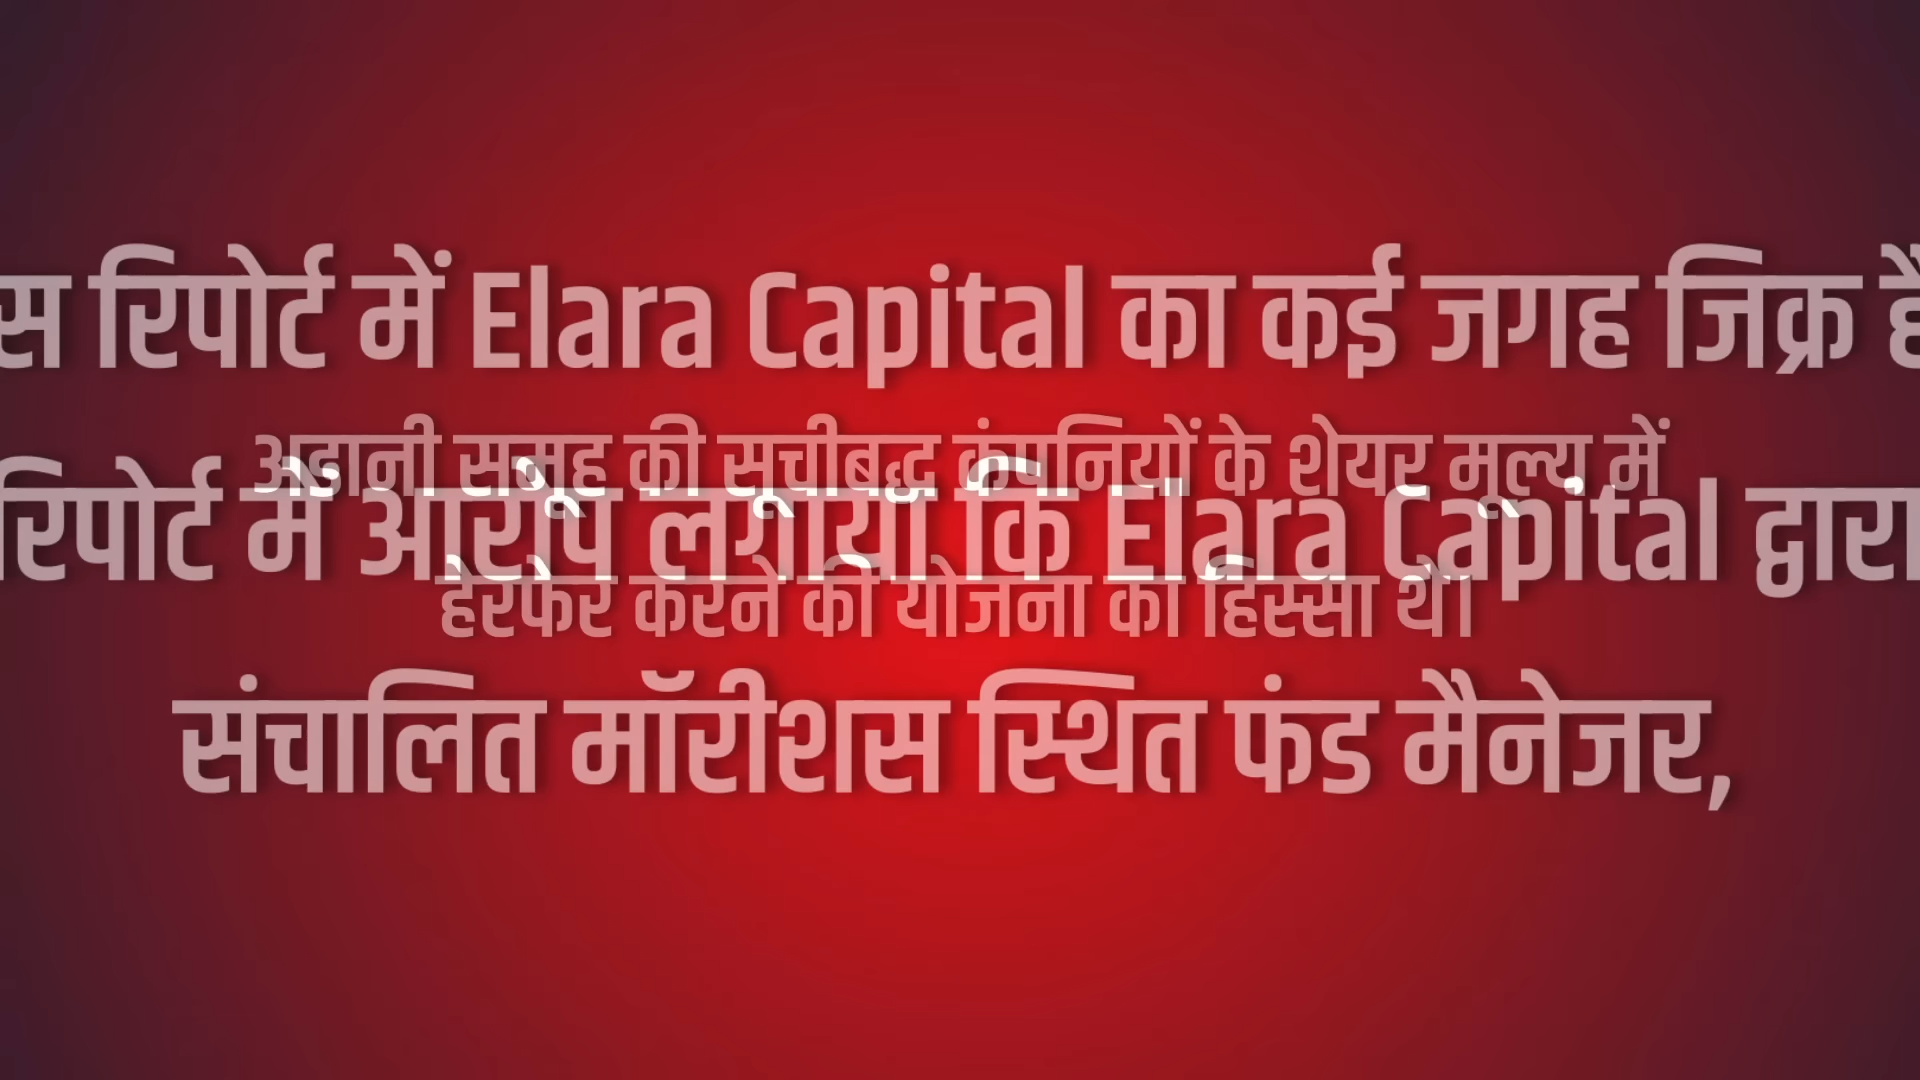 स रिपोर्ट में Elara Capital का कई जगह जिक्र है
रिपोर्ट में आरोप लगाया कि Elara Capital द्वारा
संचालित मॉरीशस स्थित फंड मैनेजर,
अडानी समूह की सूचीबद्ध कंपनियों के शेयर मूल्य में
हेरफेर करने की योजना का हिस्सा थे।